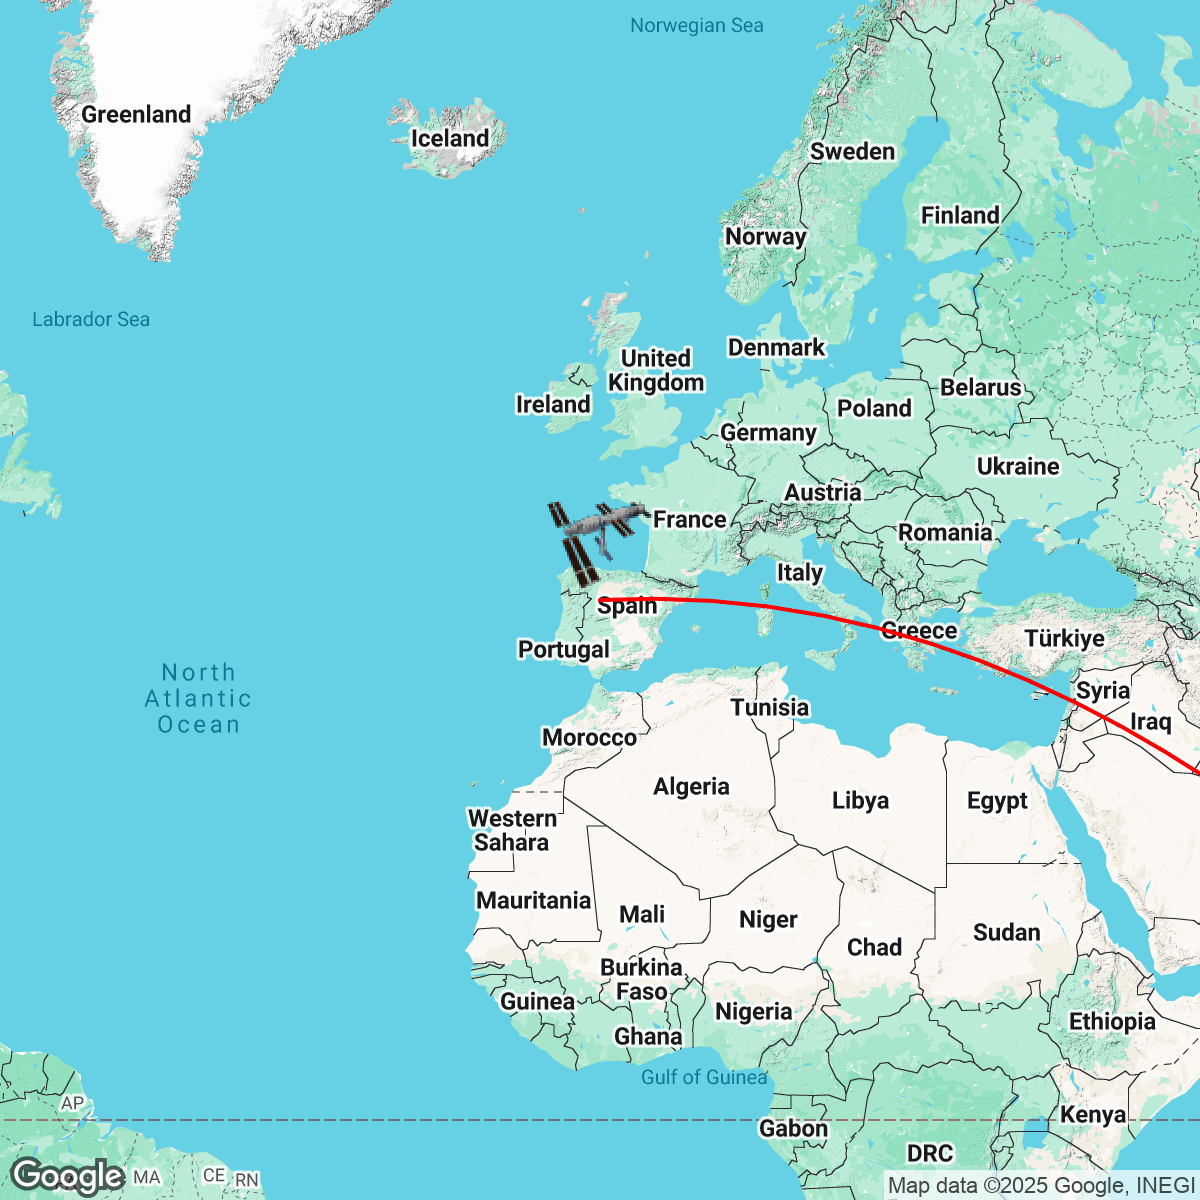 Norwegian Sea
Greenland
Iceland
Sweden
Finland
Norway
Labrador Sea
United
Kingdom
Denmark
Belarus
Ireland
Poland
Germany
Ukraine
Austria
France
Romania
Italy
Spain
Greece
Türkiye
Portugal
North
Atlantic
Ocean
Syria
Tunisia
Iraq
Morocco
Algeria
Libya
Egypt
Western
Sahara
Mauritania
Mali
Niger
Sudan
Chad
Burkina
Faso
Guinea
Nigeria
Ethiopia
Ghana
Gulf of Guinea
AP
Kenya
Gabon
DRC
Google
MA
CE
RN
Map data ©2025 Google, INEGI